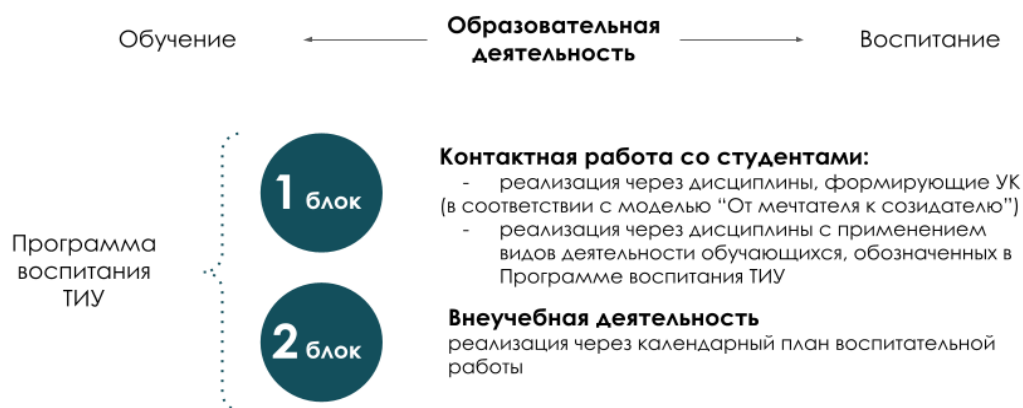 Обучение
Образовательная
деятельность
Воспитание
Программа
воспитания
ТИУ
1 блок
Контактная работа со студентами:
- реализация через дисциплины, формирующие УК
(в соответствии с моделью “От мечтателя к созидателю”)
- реализация через дисциплины с применением
видов деятельности обучающихся, обозначенных в
Программе воспитания ТИУ
2 блок
Внеучебная деятельность
реализация через календарный план воспитательной
работы